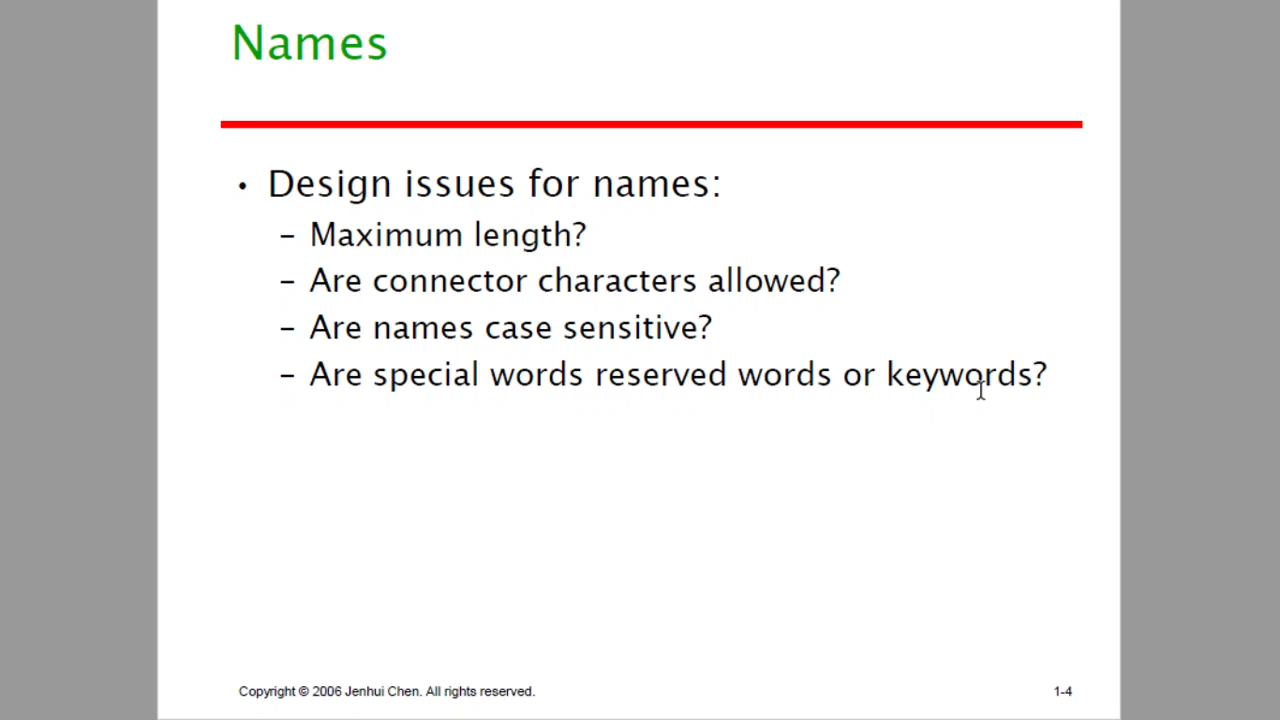 Names
• Design issues for names:
– Maximum length?
– Are connector characters allowed?
– Are names case sensitive?
– Are special words reserved words or keywords?
Copyright © 2006 Jenhui Chen. All rights reserved.
1-4